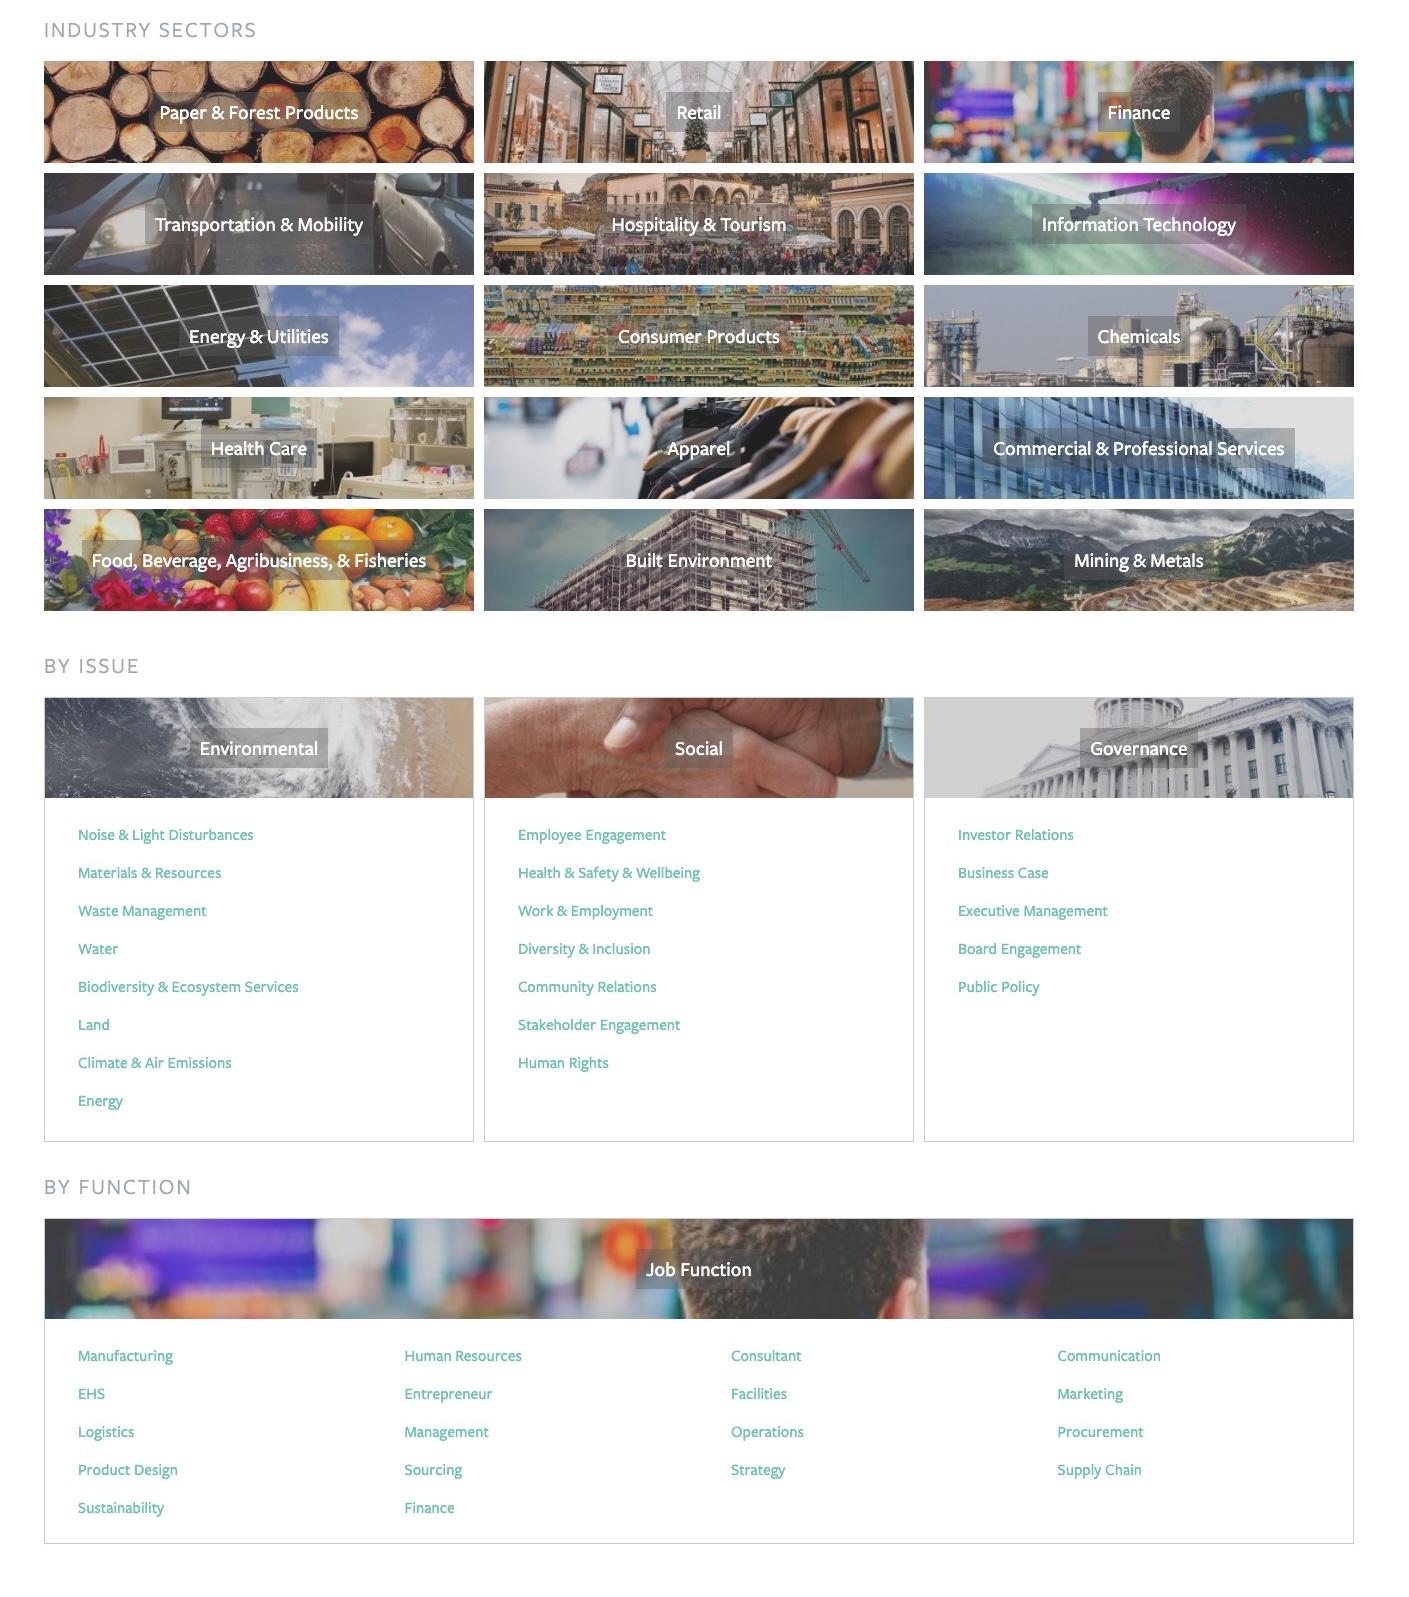 INDUSTRY SECTORS
Paper & Forest Products
Retail
Finance
Transportation & Mobility
Hospitality & Tourism
Information Technology
Energy & Utilities
Consumer Products
Chemicals
Health Care
Apparel
Commercial & Professional Services
Food, Beverage, Agribusiness, & Fisheries
Built Environment
Mining & Metals
BY ISSUE
Environmental
Noise & Light Disturbances
Materials & Resources
Waste Management
Water
Biodiversity & Ecosystem Services
Land
Climate & Air Emissions
Energy
Social
Employee Engagement
Health & Safety & Wellbeing
Work & Employment
Diversity & Inclusion
Community Relations
Stakeholder Engagement
Human Rights
Governance
Investor Relations
Business Case
Executive Management
Board Engagement
Public Policy
BY FUNCTION
Job Function
Manufacturing
EHS
Logistics
Product Design
Sustainability
Human Resources
Entrepreneur
Management
Sourcing
Finance
Consultant
Facilities
Operations
Strategy
Communication
Marketing
Procurement
Supply Chain